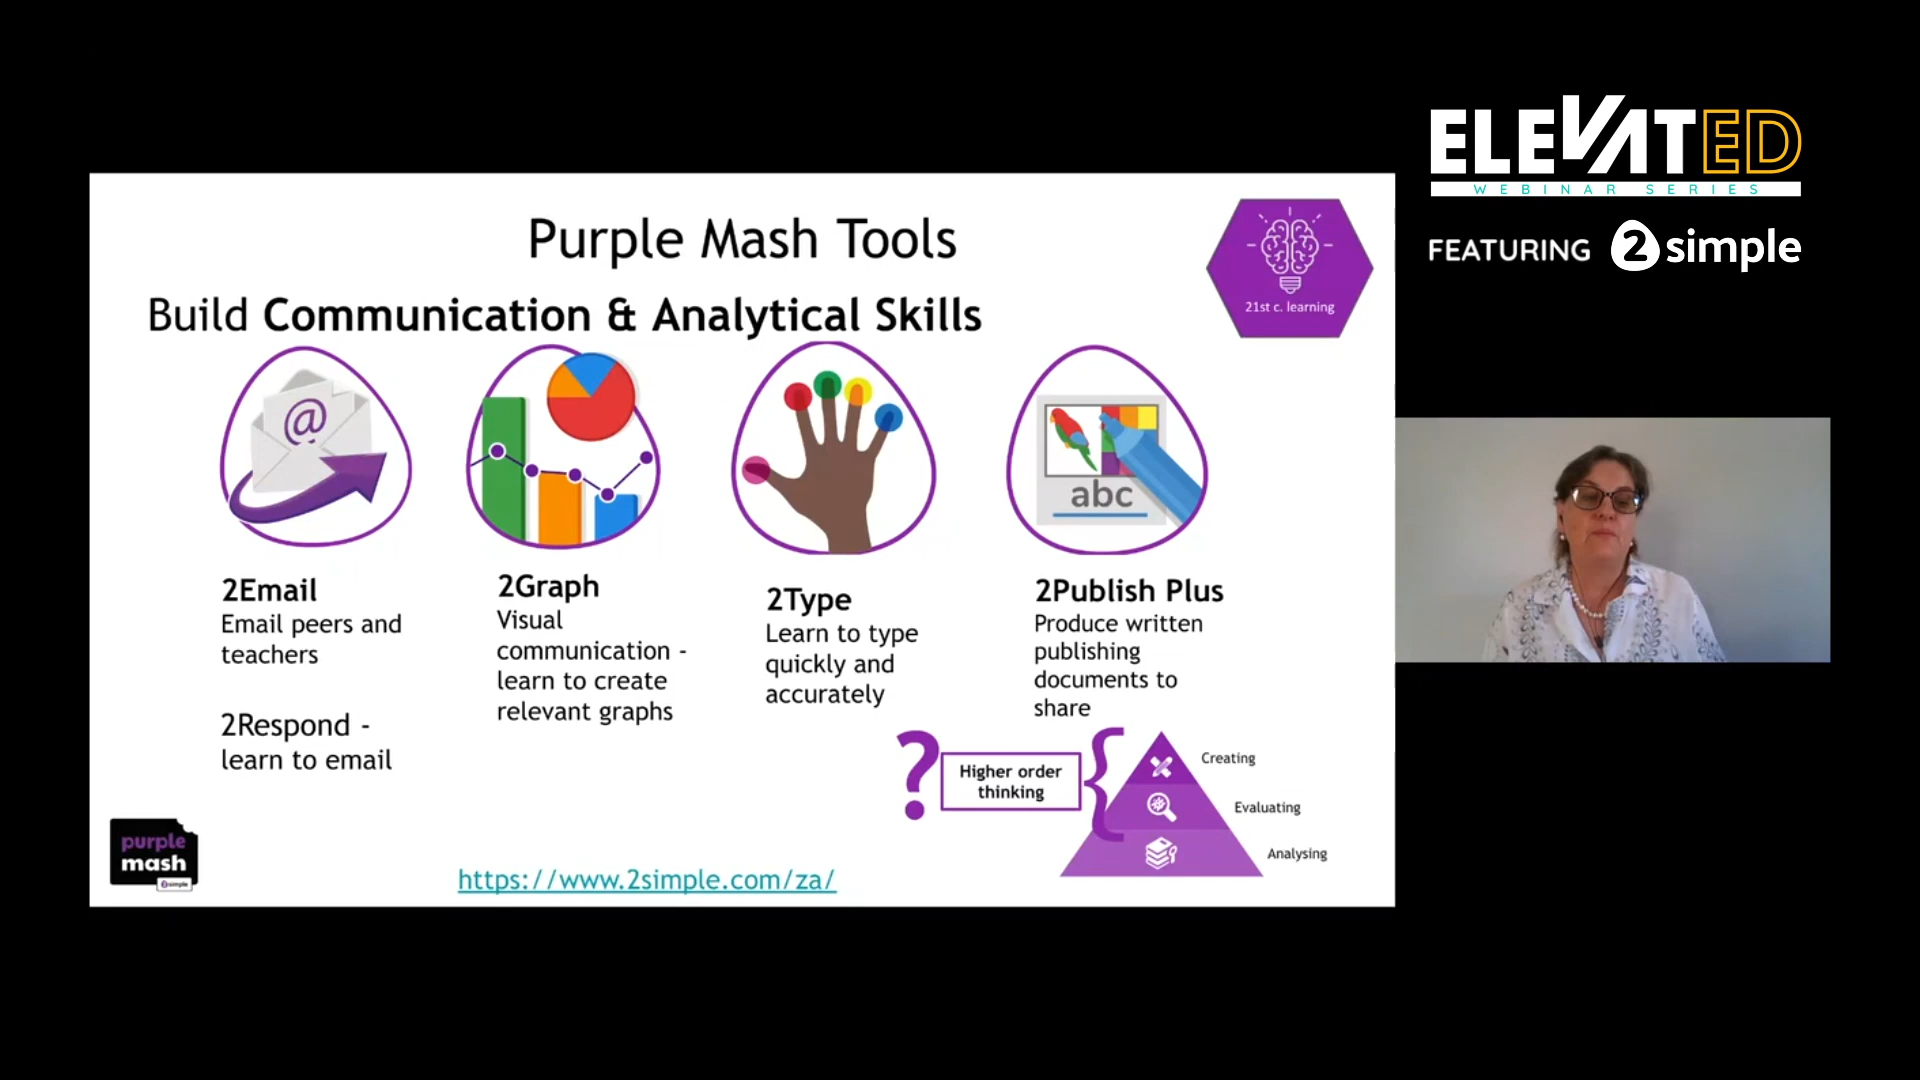 ELEVATED
WEBINAR SERIES
FEATURING 2simple
Purple Mash Tools
21st c. learning
Build Communication & Analytical Skills
@
abc
2Email
Email peers and
teachers
2Respond -
learn to email
2Graph
Visual
communication -
learn to create
relevant graphs
2Type
Learn to type
quickly and
accurately
2Publish Plus
Produce written
publishing
documents to
share
?
Higher order
thinking
{
Creating
Evaluating
Analysing
purple
mash
2simple
https://www.2simple.com/za/